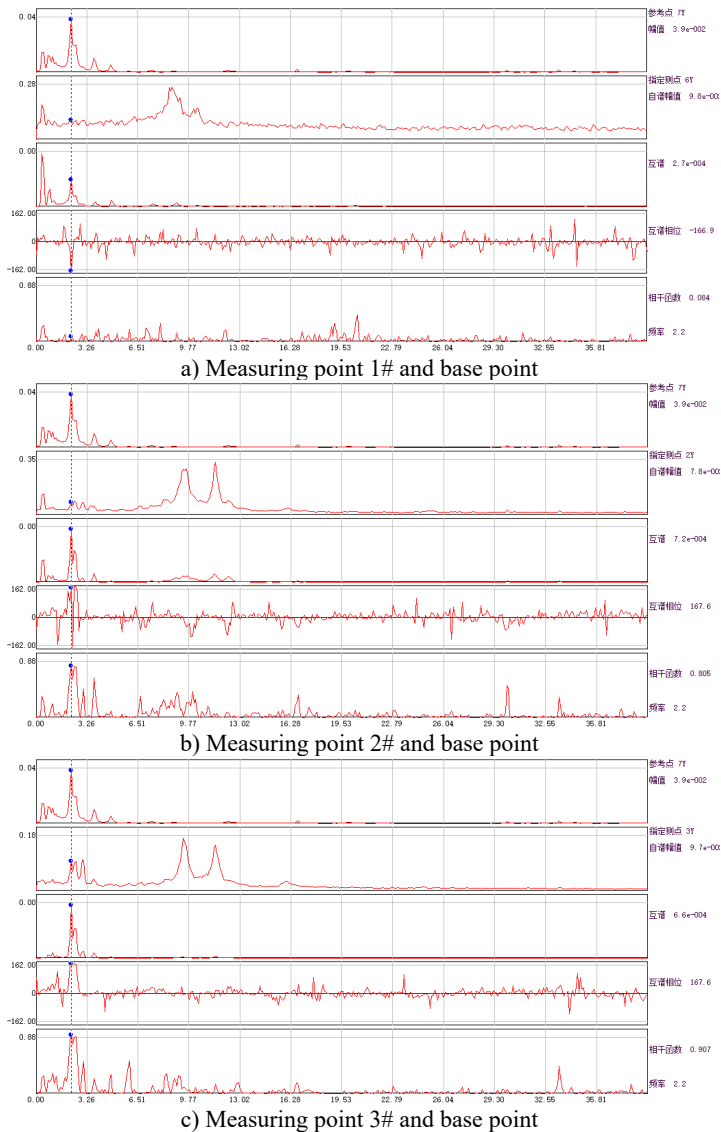 0.04
参考点 7Y
幅值 3.9e-002
0.28
指定测点 6Y
自谱幅值 9.8e-00
0.00
互谱 2.7e-004
162.00
0
-162.00
互谱相位 -166.9
0.88
相干函数 0.084
频率 2.2
0.00 3.26 6.51 9.77 13.02 16.28 19.53 22.79 26.04 29.30 32.55 35.81
a) Measuring point 1# and base point
0.04
参考点 7Y
幅值 3.9e-002
0.35
指定测点 2Y
自谱幅值 7.8e-00
0.00
互谱 7.2e-004
162.00
0
-162.00
互谱相位 167.6
0.88
相干函数 0.805
频率 2.2
0.00 3.26 6.51 9.77 13.02 16.28 19.53 22.79 26.04 29.30 32.55 35.81
b) Measuring point 2# and base point
0.04
参考点 7Y
幅值 3.9e-002
0.18
指定测点 3Y
自谱幅值 9.7e-00
0.00
互谱 6.6e-004
162.00
0
-162.00
互谱相位 167.6
0.88
相干函数 0.907
频率 2.2
0.00 3.26 6.51 9.77 13.02 16.28 19.53 22.79 26.04 29.30 32.55 35.81
c) Measuring point 3# and base point